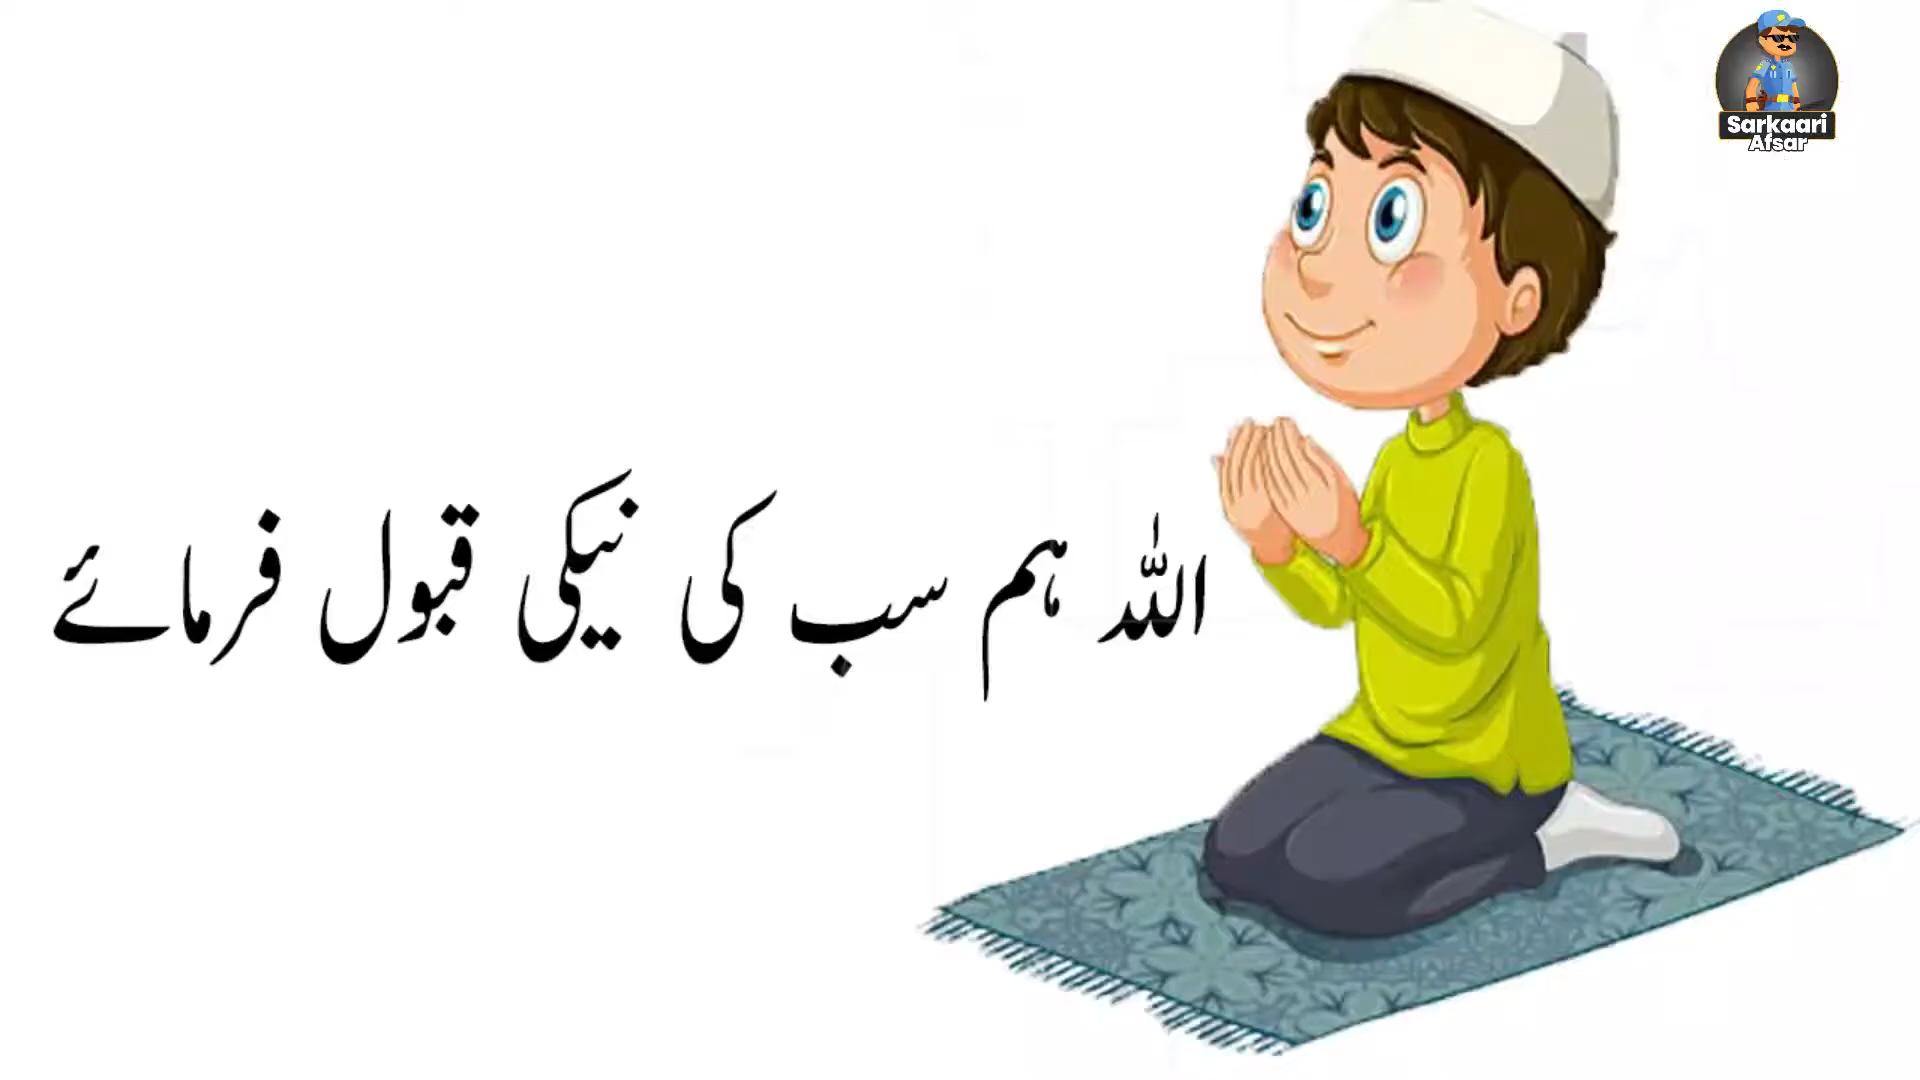 Sarkaari
Afsar
اللہ ہم سب کی نیکی قبول فرمائے